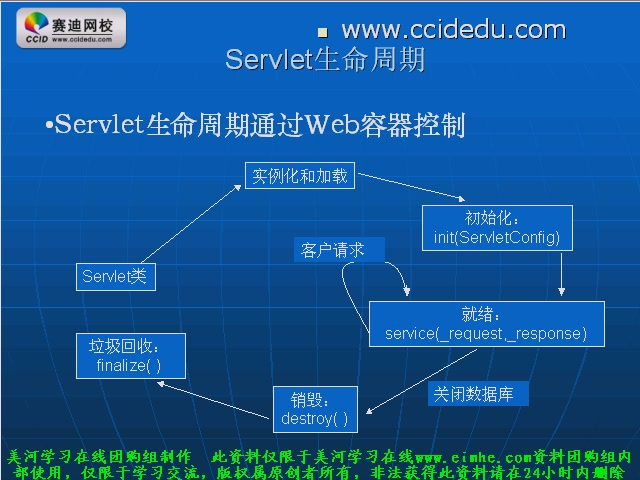 赛迪网校
CCID ccidedu.com
www.ccidedu.com
Servlet生命周期
•Servlet生命周期通过Web容器控制
实例化和加载
初始化：
init(ServletConfig)
客户请求
Servlet类
就绪：
service(_request,_response)
垃圾回收：
finalize( )
关闭数据库
销毁：
destroy( )
美河学习在线团购组制作 此资料仅限于美河学习在线www.eimhe.com资料团购组内
部使用，仅限于学习交流，版权属原创者所有，非法获得此资料请在24小时内删除